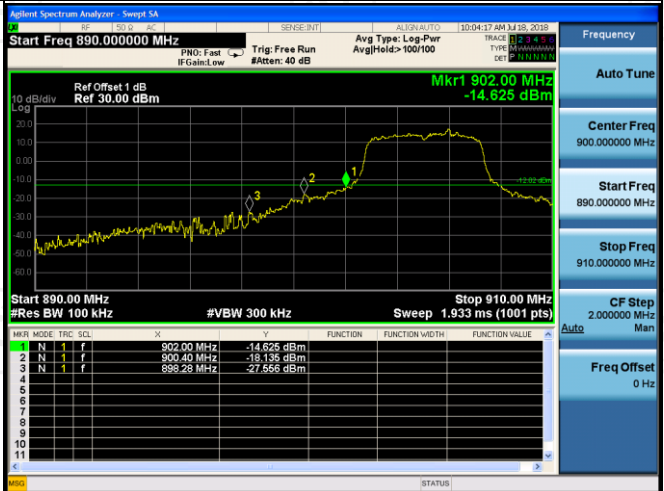 Agilent Spectrum Analyzer - Swept SA
RF 50 Ω AC SENSE:INT ALIGN AUTO 10:04:17 AM Jul 18, 2018
Start Freq 890.000000 MHz
PNO: Fast
IFGain:Low
Trig: Free Run
#Atten: 40 dB
Avg Type: Log-Pwr
Avg|Hold:>100/100
TRACE 1 2 3 4 5 6
TYPE M
DET P N N N N N
Ref Offset 1 dB
10 dB/div Ref 30.00 dBm
Log
Mkr1 902.00 MHz
-14.625 dBm
20.0
10.0
0.00
-10.0
-20.0
-30.0
-40.0
-50.0
-60.0
1
2
3
Start 890.00 MHz
Stop 910.00 MHz
#Res BW 100 kHz
#VBW 300 kHz
Sweep 1.933 ms (1001 pts)
MKR MODE TRC SCL X Y FUNCTION FUNCTION WIDTH FUNCTION VALUE
1 N 1 f 902.00 MHz -14.625 dBm
2 N 1 f 900.40 MHz -18.135 dBm
3 N 1 f 898.28 MHz -27.556 dBm
4
5
6
7
8
9
10
11
MSG
STATUS
Frequency
Auto Tune
Center Freq
900.000000 MHz
Start Freq
890.000000 MHz
Stop Freq
910.000000 MHz
CF Step
2.000000 MHz
Auto Man
Freq Offset
0 Hz